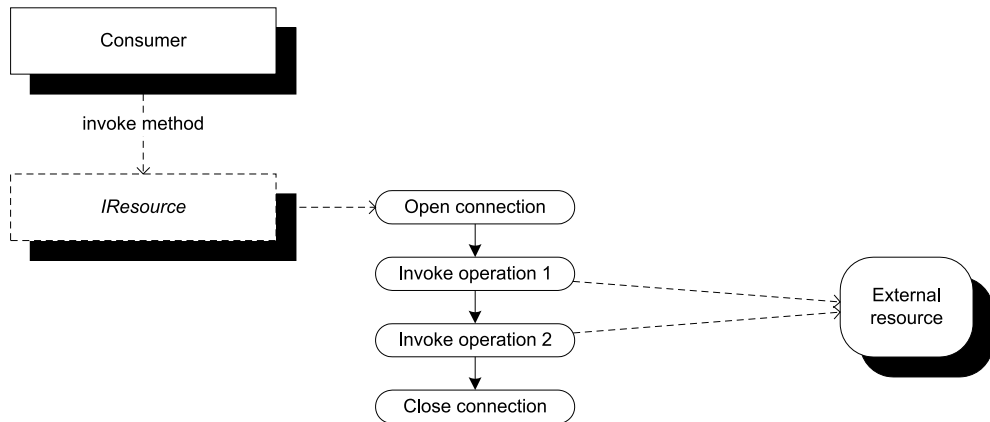 Consumer
invoke method
IResource
Open connection
Invoke operation 1
External
resource
Invoke operation 2
Close connection